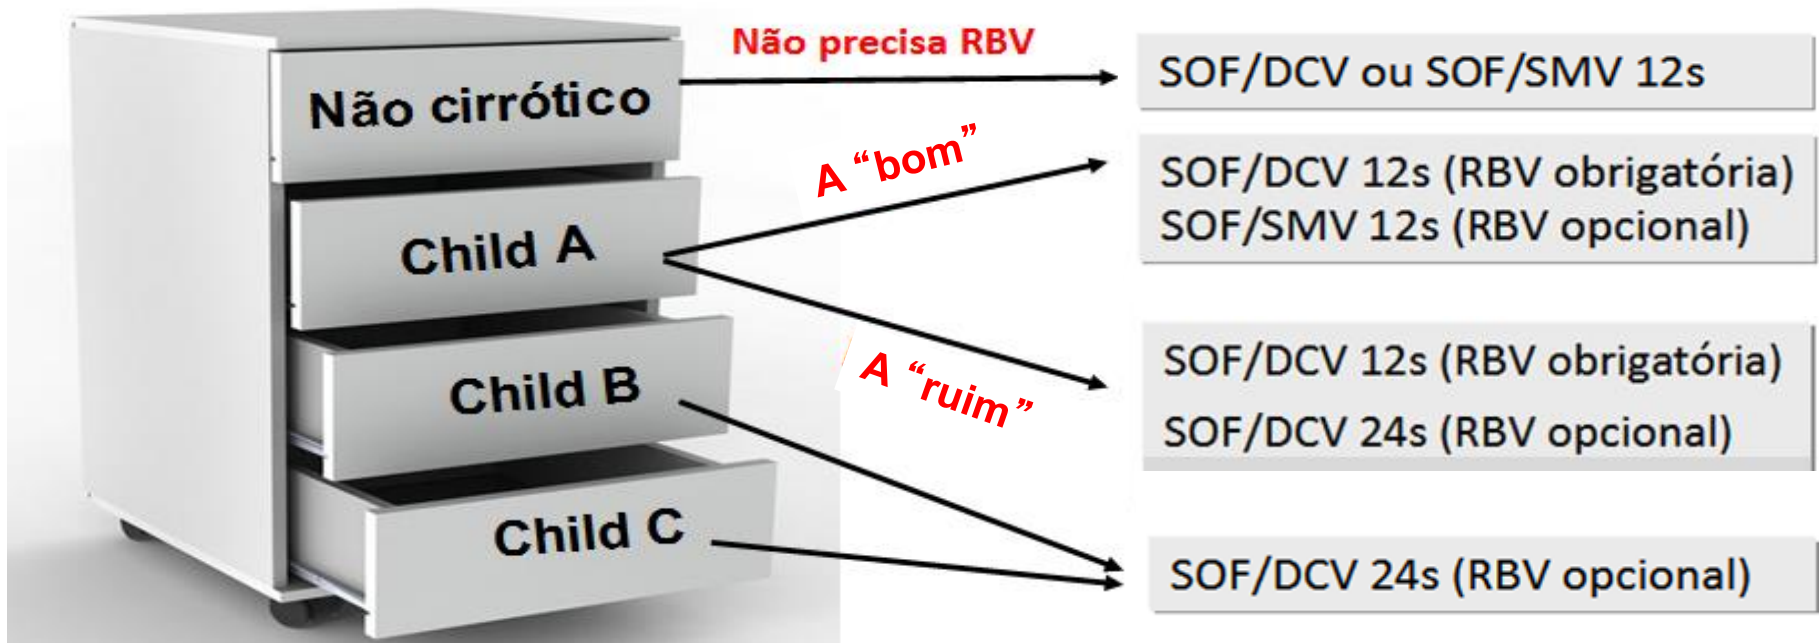 Não precisa RBV
Não cirrótico
SOF/DCV ou SOF/SMV 12s
A “bom”
Child A
SOF/DCV 12s (RBV obrigatória)
SOF/SMV 12s (RBV opcional)
A “ruim”
Child B
SOF/DCV 12s (RBV obrigatória)
SOF/DCV 24s (RBV opcional)
Child C
SOF/DCV 24s (RBV opcional)